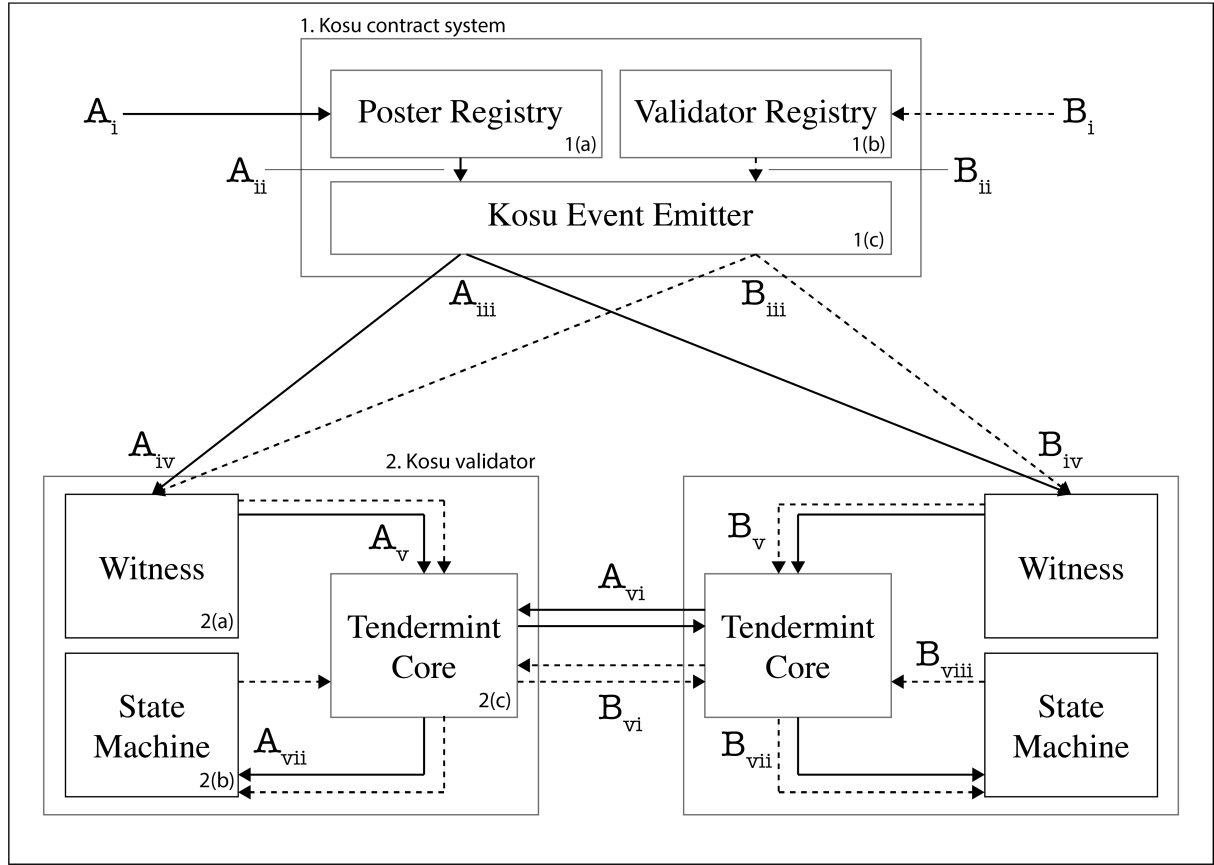 1. Kosu contract system
A_i
Poster Registry
1(a)
Validator Registry
1(b)
B_i
A_ii
B_ii
Kosu Event Emitter
1(c)
A_iii
B_iii
A_iv
2. Kosu validator
B_iv
Witness
2(a)
A_v
B_v
Witness
A_vi
Tendermint
Core
2(c)
Tendermint
Core
B_vi
B_viii
State
Machine
2(b)
A_vii
B_vii
State
Machine